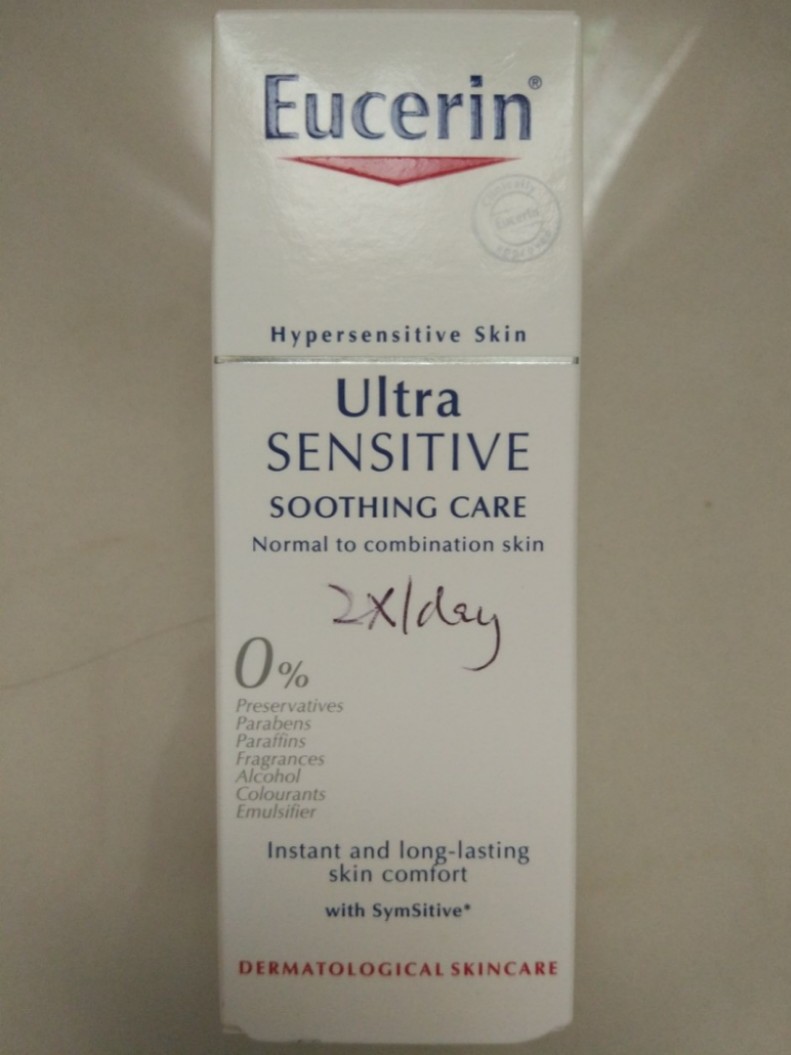 Eucerin®
Eucerin
Hypersensitive Skin
Ultra
SENSITIVE
SOOTHING CARE
Normal to combination skin
2x/day
0%
Preservatives
Parabens
Paraffins
Fragrances
Alcohol
Colourants
Emulsifier
Instant and long-lasting
skin comfort
with SymSitive*
DERMATOLOGICAL SKINCARE